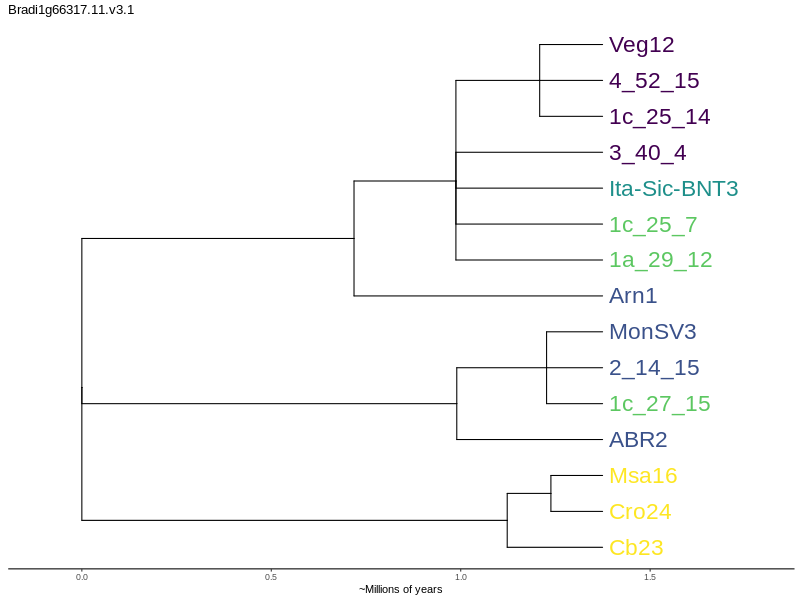 Bradi1g66317.11.v3.1
Veg12
4_52_15
1c_25_14
3_40_4
Ita-Sic-BNT3
1c_25_7
1a_29_12
Arn1
MonSV3
2_14_15
1c_27_15
ABR2
Msa16
Cro24
Cb23
0.0 0.5 1.0 1.5
~Millions of years